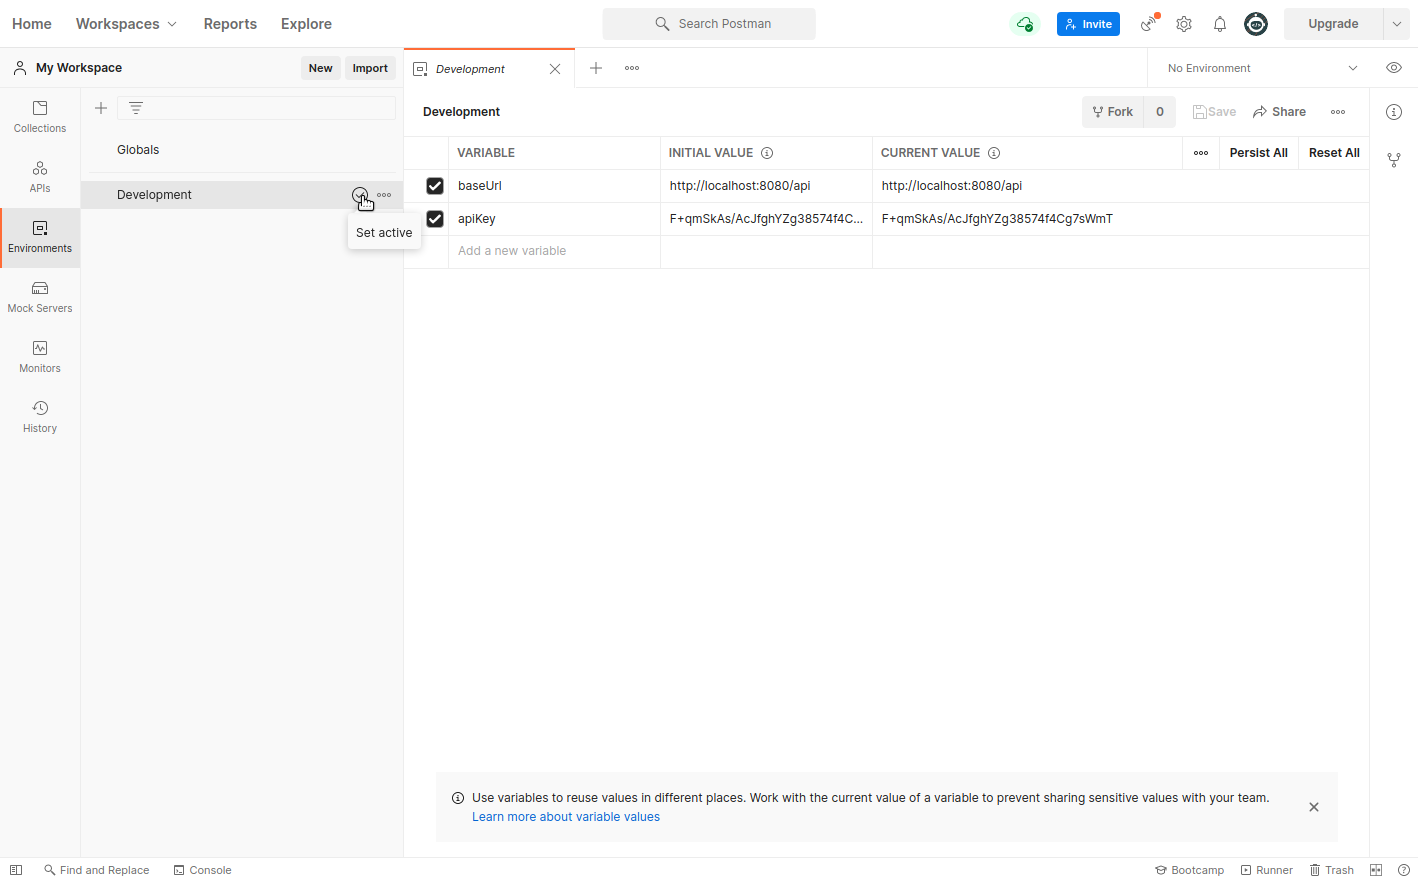 Home
Workspaces
Reports
Explore
Search Postman
Invite
Upgrade
My Workspace
New
Import
Development
No Environment
Collections
APIs
Environments
Mock Servers
Monitors
History
Globals
Development
Set active
Development
Fork
0
Save
Share
VARIABLE
INITIAL VALUE
CURRENT VALUE
Persist All
Reset All
baseUrl
http://localhost:8080/api
http://localhost:8080/api
apiKey
F+qmSkAs/AcJfghYZg38574f4C...
F+qmSkAs/AcJfghYZg38574f4Cg7sWmT
Add a new variable
Use variables to reuse values in different places. Work with the current value of a variable to prevent sharing sensitive values with your team.
Learn more about variable values
Find and Replace
Console
Bootcamp
Runner
Trash